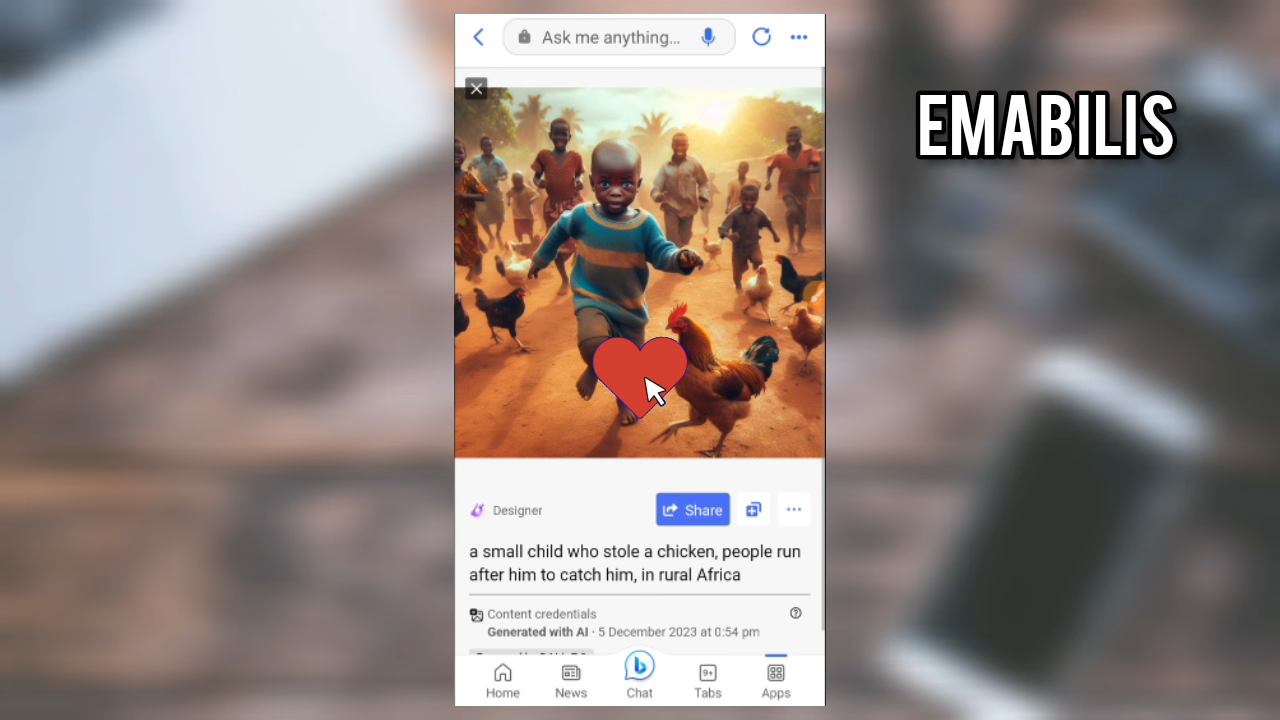 Ask me anything...
EMABILIS
Designer
Share
a small child who stole a chicken, people run
after him to catch him, in rural Africa
Content credentials
Generated with AI · 5 December 2023 at 0:54 pm
9+
Home
News
Chat
Tabs
Apps